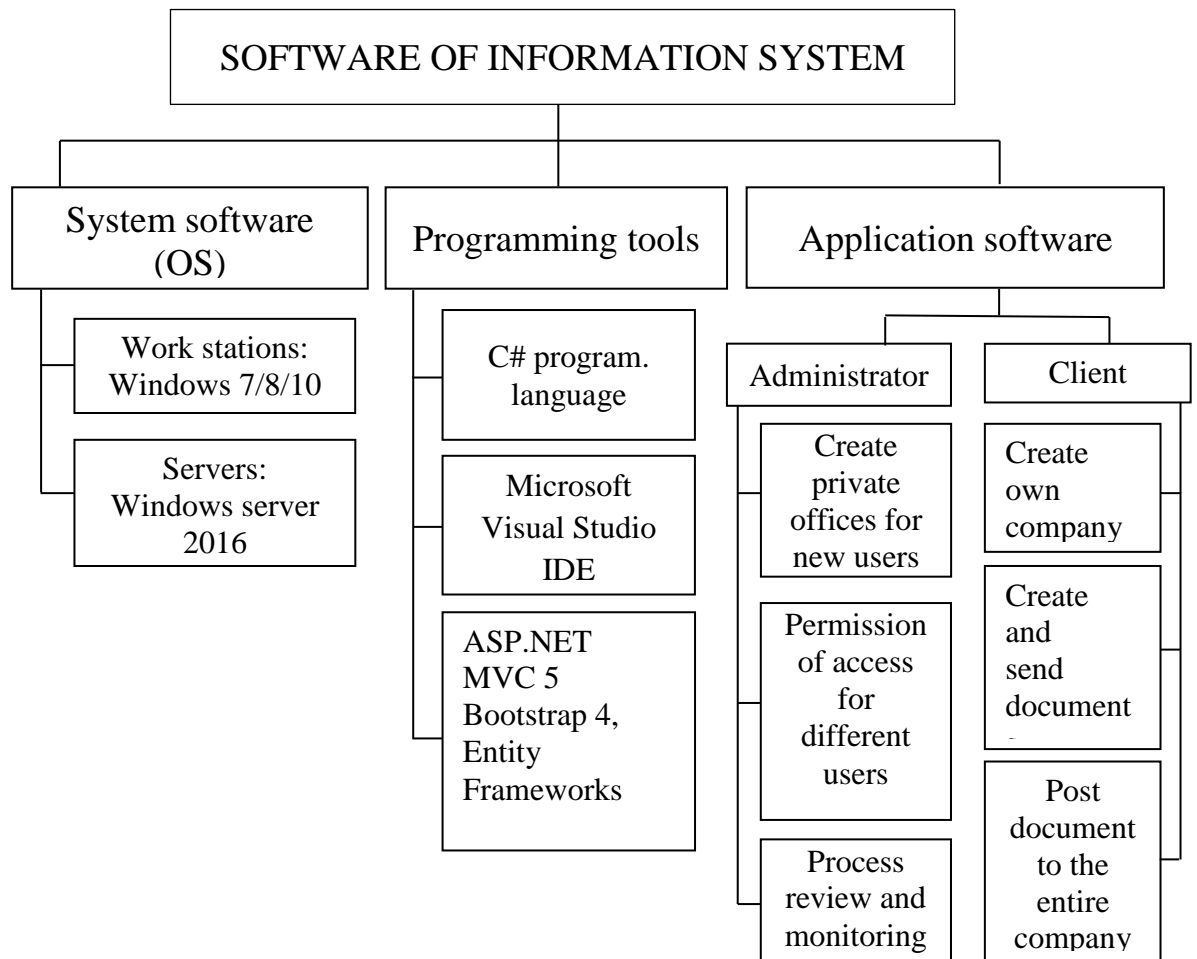 SOFTWARE OF INFORMATION SYSTEM
System software
(OS)
Work stations:
Windows 7/8/10
Servers:
Windows server
2016
Programming tools
C# program.
language
Microsoft
Visual Studio
IDE
ASP.NET
MVC 5
Bootstrap 4,
Entity
Frameworks
Application software
Administrator
Create
private
offices for
new users
Permission
of access for
different
users
Process
review and
monitoring
Client
Create
own
company
Create
and
send
document
Post
document
to the
entire
company